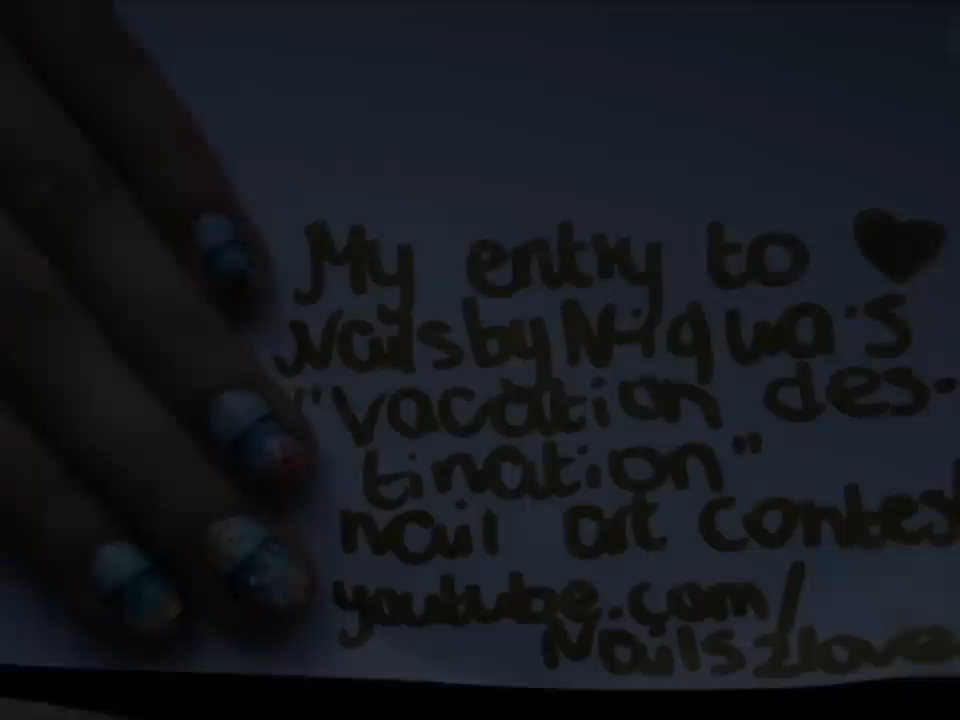 My entry to ♥
NailsbyNiqua's
"vacation des-
tination"
nail art contest
youtube.com/
Nails2love